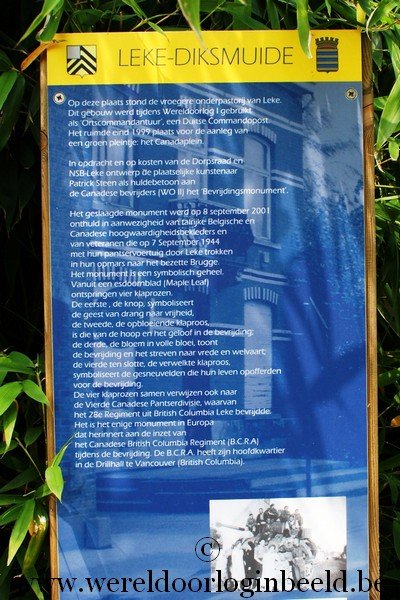 LEKE-DIKSMUIDE
Op deze plaats stond de vroegere onderpastorij van Leke.
Dit gebouw werd tijdens Wereldoorlog I gebruikt
als 'Ortscommandantuur', een Duitse Commandopost.
Het ruimde eind 1999 plaats voor de aanleg van
een groen pleintje: het Canadaplein.
In opdracht en op kosten van de Dorpsraad en
NSB-Leke ontwierp de plaatselijke kunstenaar
Patrick Steen als huldebetoon aan
de Canadese bevrijders (WO II) het 'Bevrijdingsmonument'.
Het geslaagde monument werd op 8 september 2001
onthuld in aanwezigheid van talrijke Belgische en
Canadese hoogwaardigheidsbekleders en
van veteranen die op 7 September 1944
met hun pantservoertuig door Leke trokken
in hun opmars naar het bezette Brugge.
Het monument is een symbolisch geheel.
Vanuit een esdoornblad (Maple Leaf)
ontspringen vier klaprozen.
De eerste, de knop, symboliseert
de geest van drang naar vrijheid,
de tweede, de opbloeiende klaproos,
is die van de hoop en het geloof in de bevrijding;
de derde, de bloem in volle bloei, toont
de bevrijding en het streven naar vrede en welvaart;
de vierde ten slotte, de verwelkte klaproos,
symboliseert de gesneuvelden die hun leven opofferden
voor de bevrijding.
De vier klaprozen samen verwijzen ook naar
de Vierde Canadese Pantserdivisie, waarvan
het 28e Regiment uit British Columbia Leke bevrijdde.
Het is het enige monument in Europa
dat herinnert aan de inzet van
het Canadese British Columbia Regiment (B.C.R.A)
tijdens de bevrijding. De B.C.R.A. heeft zijn hoofdkwartier
in de Drillhall te Vancouver (British Columbia).
©
www.wereldoorloginbeeld.be